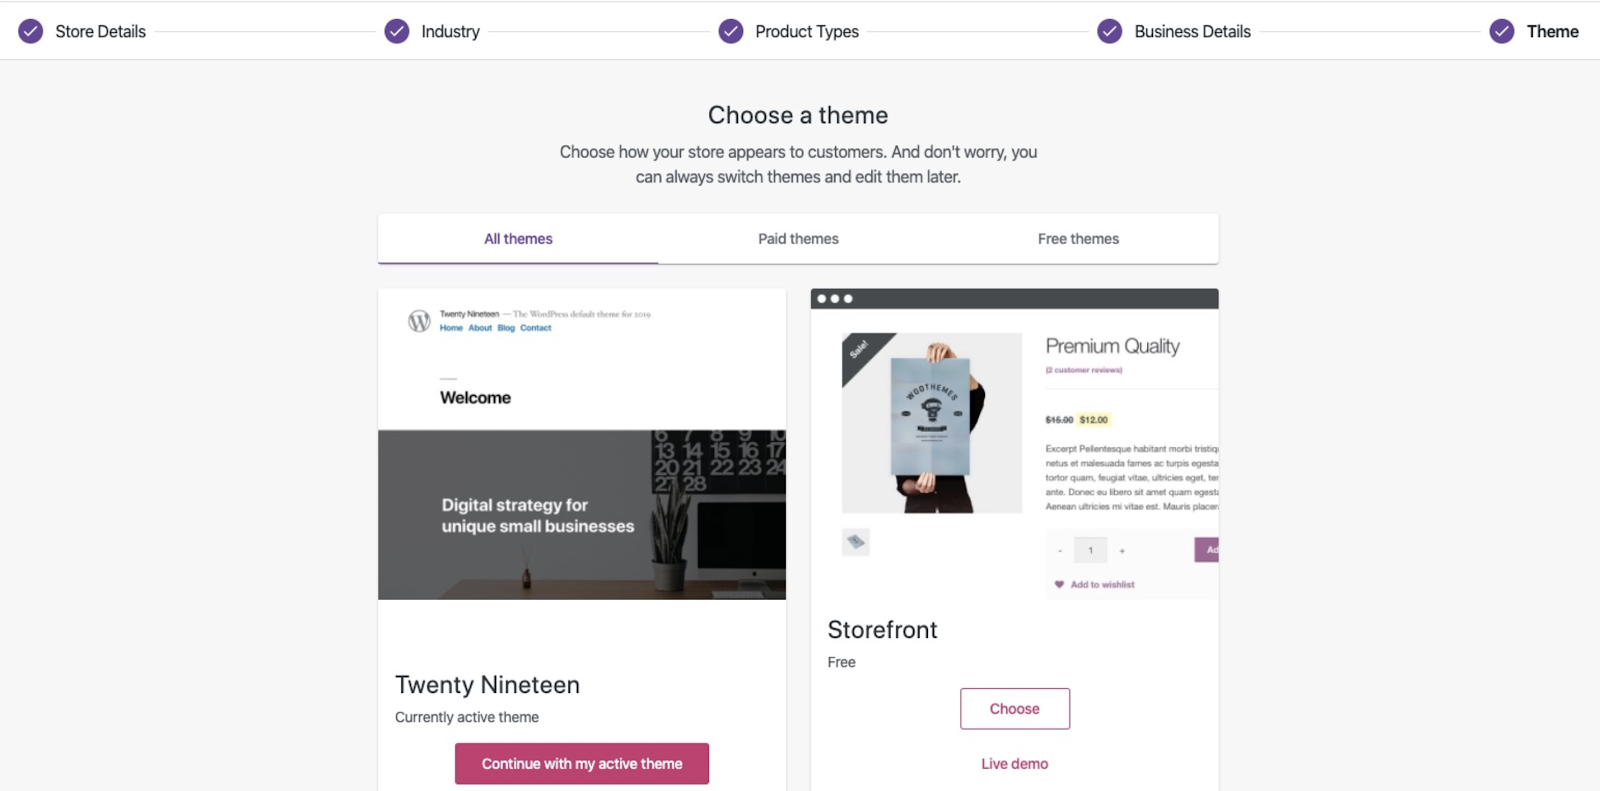 Store Details
Industry
Product Types
Business Details
Theme
Choose a theme
Choose how your store appears to customers. And don't worry, you
can always switch themes and edit them later.
All themes
Paid themes
Free themes
Twenty Nineteen — The WordPress default theme for 2019
Home About Blog Contact
Welcome
6 7 8 9 10
13 14 15 16 17
20 21 22 23 24
27 28
Digital strategy for
unique small businesses
Twenty Nineteen
Currently active theme
Continue with my active theme
Sale!
WOOTHEMES
Premium Quality
(2 customer reviews)
$15.00 $12.00
Excerpt Pellentesque habitant morbi tristiq
netus et malesuada fames ac turpis egesta
tortor quam, feugiat vitae, ultricies eget, ter
ante. Donec eu libero sit amet quam egesta
Aenean ultricies mi vitae est. Mauris placer
- 1 +
Ad
Add to wishlist
Storefront
Free
Choose
Live demo